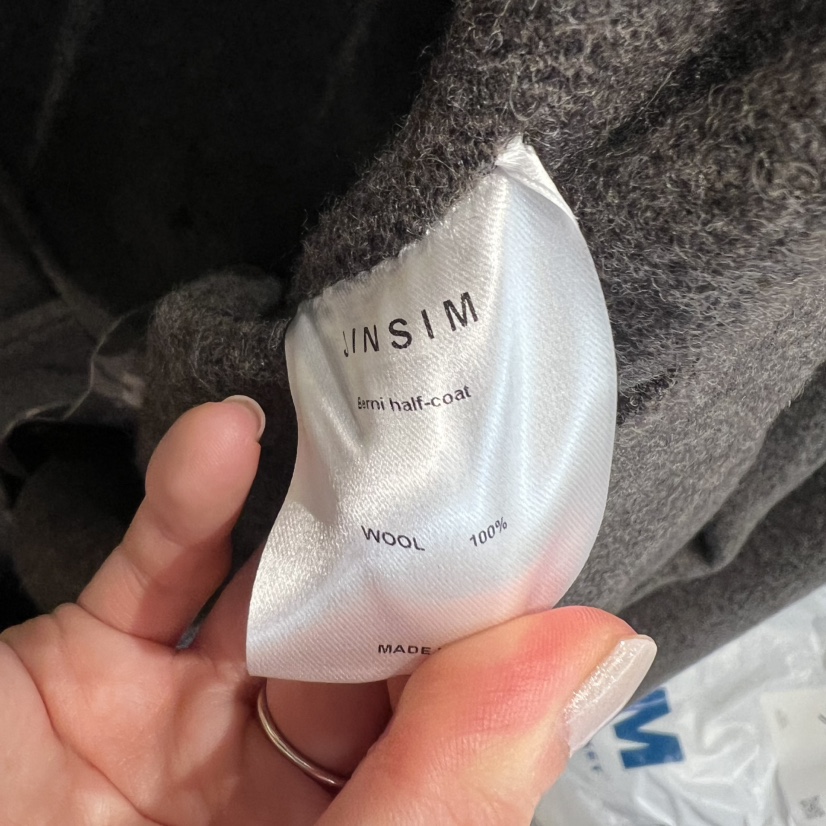 JINSIM
Berni half-coat
WOOL 100%
MADE
M